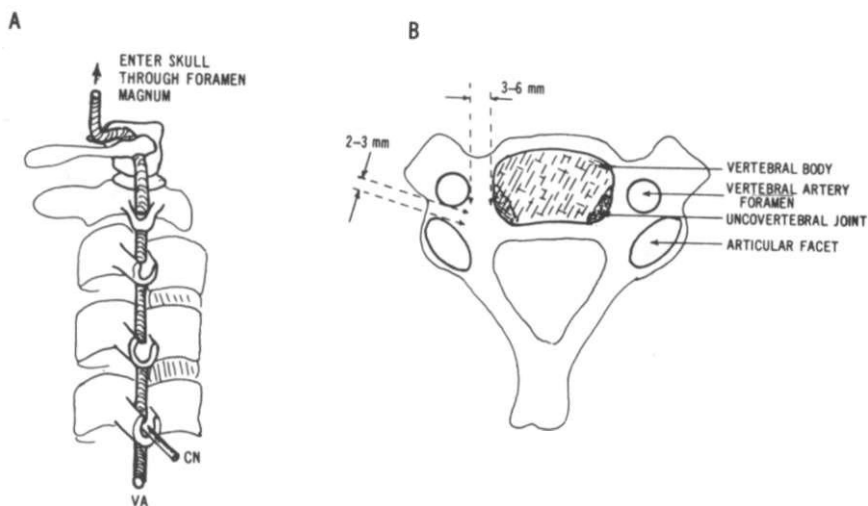 A
ENTER SKULL
THROUGH FORAMEN
MAGNUM
CN
VA
B
3-6 mm
2-3 mm
VERTEBRAL BODY
VERTEBRAL ARTERY
FORAMEN
UNCOVERTEBRAL JOINT
ARTICULAR FACET